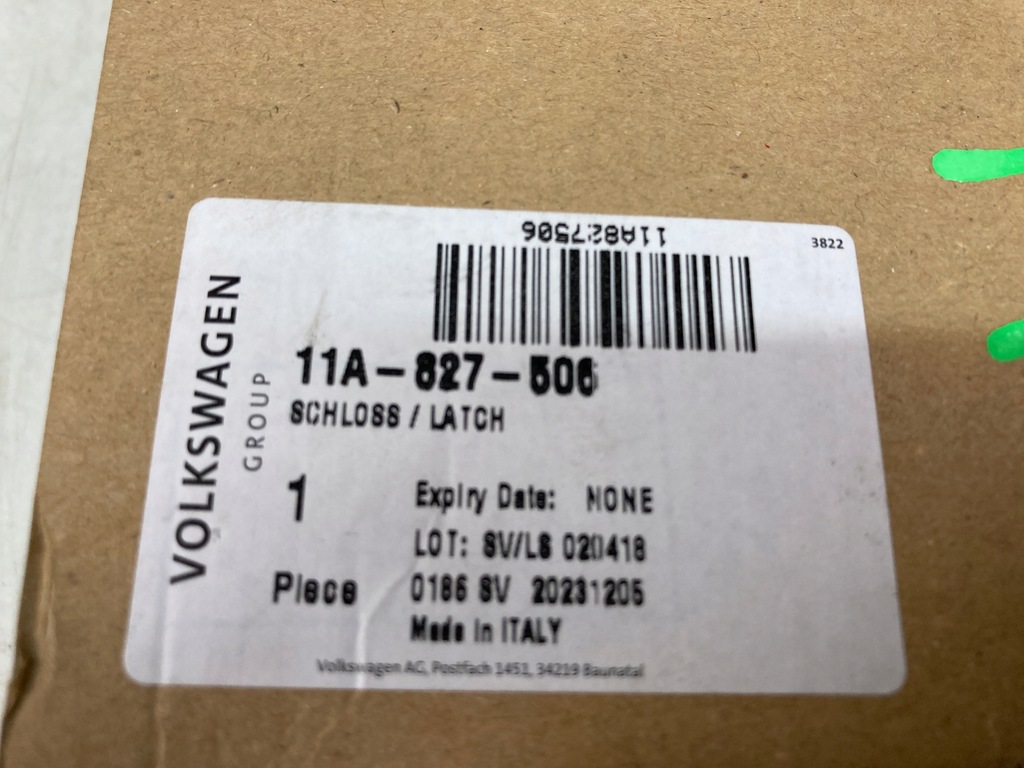 11A827506
3822
VOLKSWAGEN
GROUP
11A-827-506
SCHLOSS / LATCH
1
Expiry Date: NONE
LOT: SV/LS 020418
Piece
0186 SV 20231205
Made in ITALY
Volkswagen AG, Postfach 1451, 34219 Baunatal